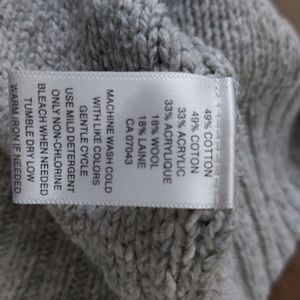 49% COTTON
49% COTON
33% ACRYLIC
33% ACRYLIQUE
18% WOOL
18% LAINE
CA 07043
MACHINE WASH COLD
WITH LIKE COLORS
GENTLE CYCLE
USE MILD DETERGENT
ONLY NON-CHLORINE
BLEACH WHEN NEEDED
TUMBLE DRY LOW
WARM IRON IF NEEDED